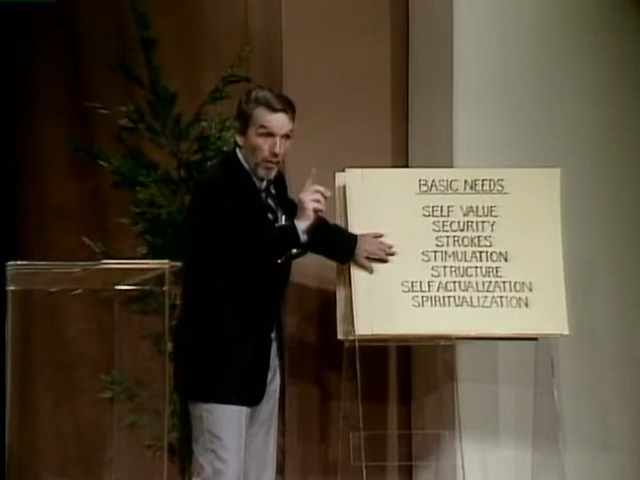 BASIC NEEDS
SELF VALUE
SECURITY
STROKES
STIMULATION
STRUCTURE
SELF ACTUALIZATION
SPIRITUALIZATION